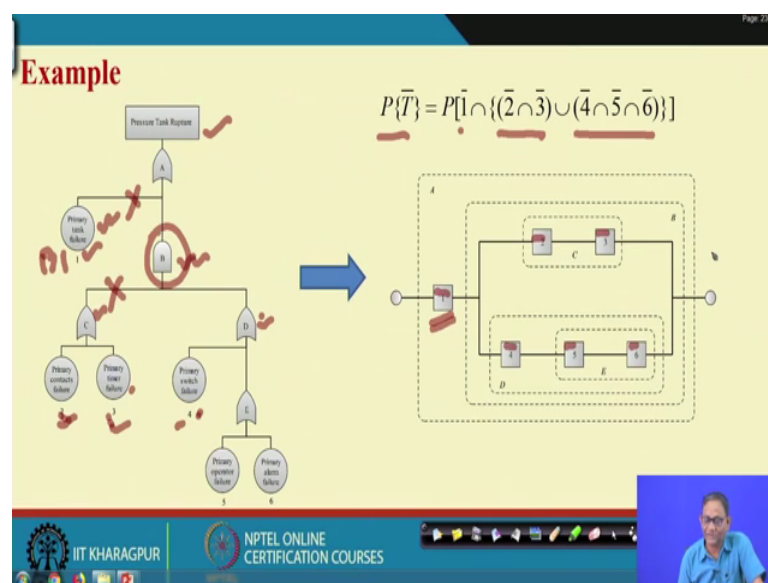 Page: 23
Example
P{T̅} = P[1̅∩{(2̅∩3̅)∪(4̅∩5̅∩6̅)}]
Pressure Tank Rupture
A
Primary
tank
failure
1
B
C
D
Primary
contacts
failure
2
Primary
timer
failure
3
Primary
switch
failure
4
E
Primary
operator
failure
5
Primary
alarm
failure
6
A
B
2
3
C
1
4
5
6
E
D
IIT KHARAGPUR
NPTEL ONLINE
CERTIFICATION COURSES